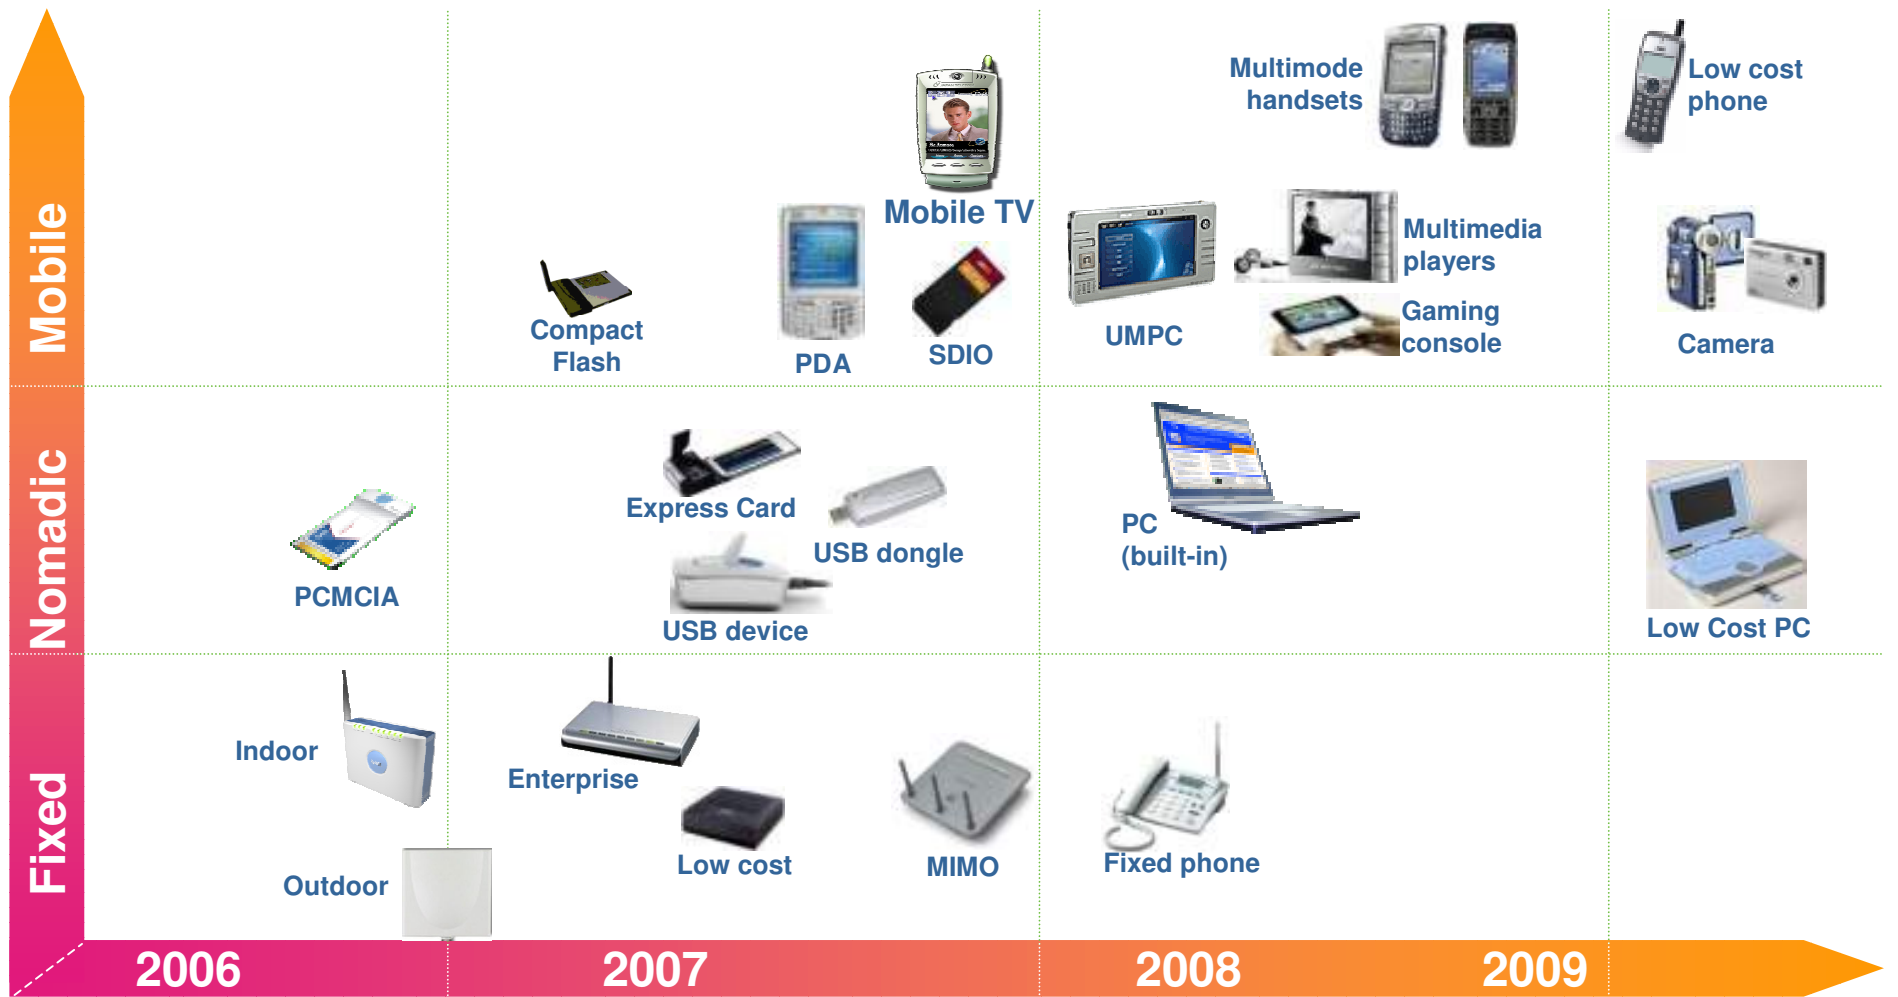 Mobile
Multimode
handsets
Low cost
phone
Mobile TV
Multimedia
players
Compact
Flash
PDA
SDIO
UMPC
Gaming
console
Camera
Nomadic
PCMCIA
Express Card
USB dongle
USB device
PC
(built-in)
Low Cost PC
Fixed
Indoor
Outdoor
Enterprise
Low cost
MIMO
Fixed phone
2006
2007
2008
2009